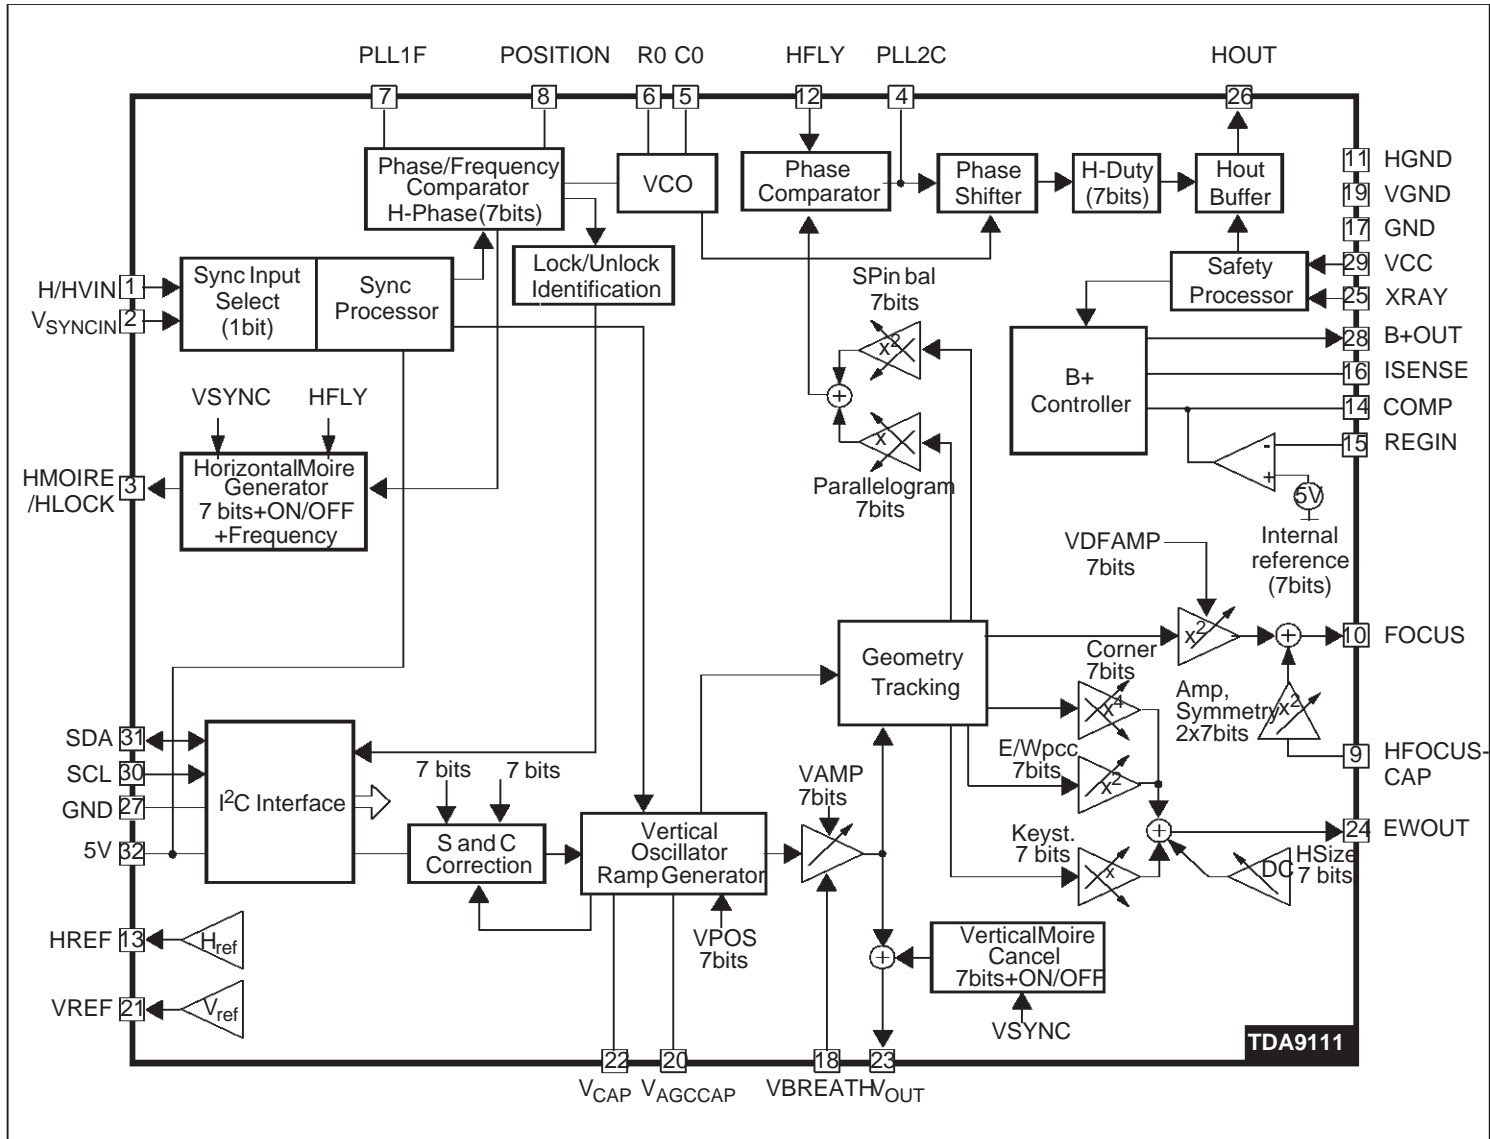 PLL1F POSITION R0 C0 HFLY PLL2C HOUT
7 8 6 5 12 4 26
Phase/Frequency
Comparator
H-Phase(7bits)
VCO
Phase
Comparator
Phase
Shifter
H-Duty
(7bits)
Hout
Buffer
11 HGND
19 VGND
17 GND
29 VCC
25 XRAY
28 B+OUT
16 ISENSE
14 COMP
15 REGIN
H/HVIN 1
VSYNCIN 2
Sync Input
Select
(1bit)
Sync
Processor
Lock/Unlock
Identification
SPin bal
7bits
x2
+
x
Parallelogram
7bits
Safety
Processor
B+
Controller
-
+
5V
Internal
reference
(7bits)
VSYNC HFLY
HMOIRE
/HLOCK
3
HorizontalMoire
Generator
7 bits+ON/OFF
+Frequency
VDFAMP
7bits
x2
+
10 FOCUS
Geometry
Tracking
Corner
7bits
x4
Amp,
Symmetry
2x7bits
x2
9 HFOCUS-
CAP
E/Wpcc
7bits
x2
+
24 EWOUT
Keyst.
7 bits
x
DC
HSize
7 bits
SDA 31
SCL 30
GND 27
5V 32
I2C Interface
7 bits 7 bits
S and C
Correction
Vertical
Oscillator
Ramp Generator
VAMP
7bits
VPOS
7bits
HREF 13
Href
VREF 21
Vref
+
VerticalMoire
Cancel
7bits+ON/OFF
VSYNC
TDA9111
22 20 18 23
VCAP VAGCCAP VBREATH VOUT